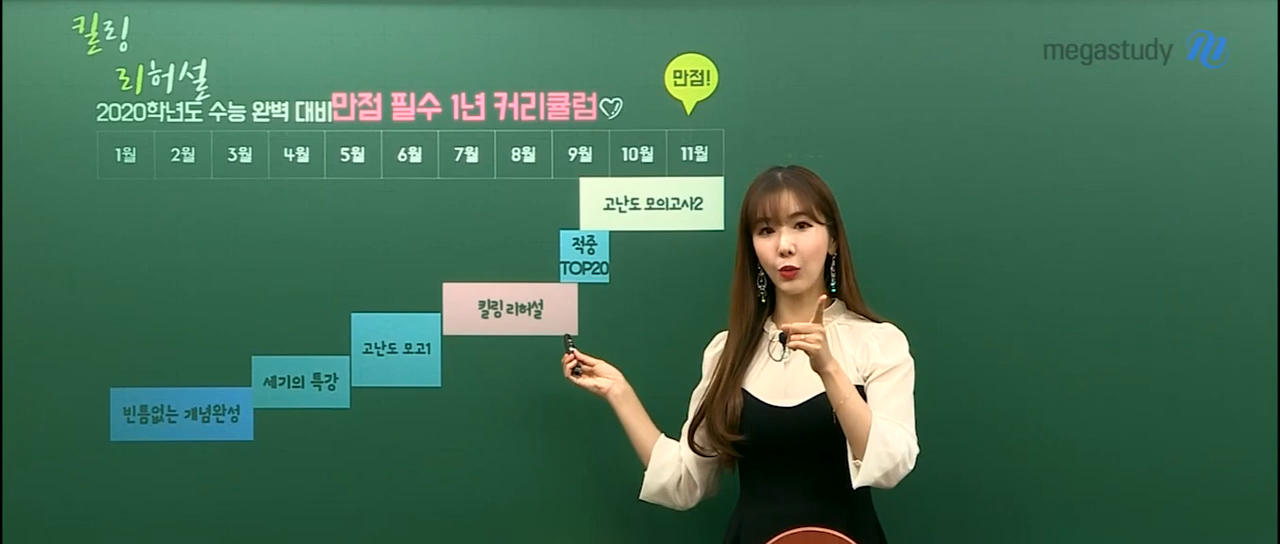 킬링
리허설
megastudy
만점!
2020학년도 수능 완벽 대비 만점 필수 1년 커리큘럼♡
1월 2월 3월 4월 5월 6월 7월 8월 9월 10월 11월
고난도 모의고사2
적중
TOP20
킬링 리허설
고난도 모고1
세기의 특강
빈틈없는 개념완성